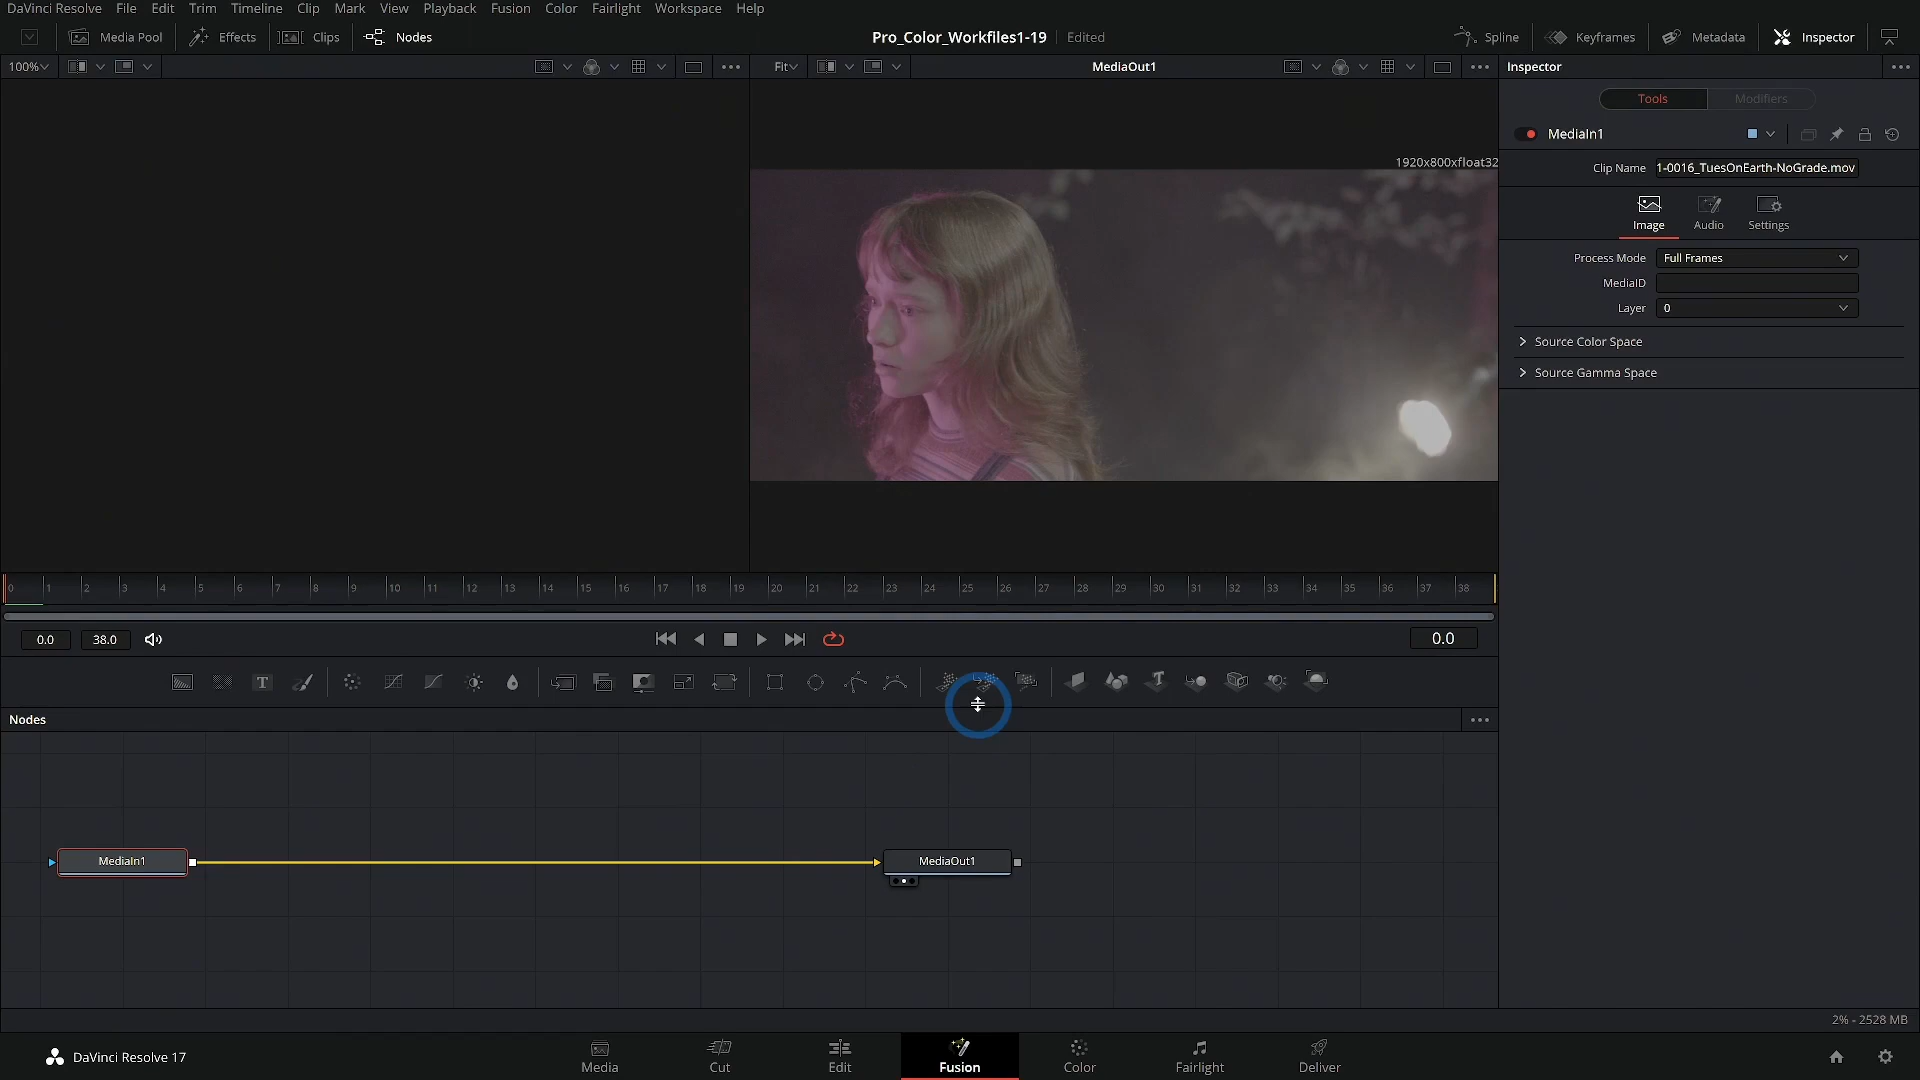 DaVinci Resolve File Edit Trim Timeline Clip Mark View Playback Fusion Color Fairlight Workspace Help
Media Pool Effects Clips Nodes Pro_Color_Workfiles1-19 Edited Spline Keyframes Metadata Inspector
100% Fit MediaOut1 Inspector
Tools Modifiers
MediaIn1
1920x800xfloat32
Clip Name 1-0016_TuesOnEarth-NoGrade.mov
Image Audio Settings
Process Mode Full Frames
MediaID
Layer 0
Source Color Space
Source Gamma Space
0 1 2 3 4 5 6 7 8 9 10 11 12 13 14 15 16 17 18 19 20 21 22 23 24 25 26 27 28 29 30 31 32 33 34 35 36 37 38
0.0 38.0 0.0
T T
Nodes
MediaIn1 MediaOut1
2% - 2528 MB
DaVinci Resolve 17 Media Cut Edit Fusion Color Fairlight Deliver